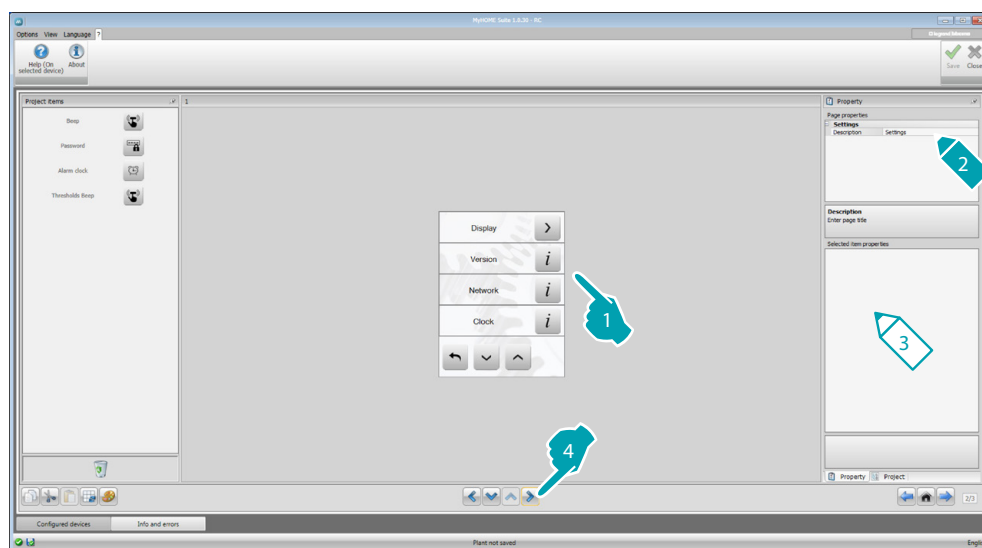 MyHOME Suite 1.0.30 - RC
Options View Language ?
Help (On selected device)
About
Save Close
Project items
1
Property
Beep
Password
Alarm clock
Thresholds Beep
Page properties
Settings
Description Settings
2
Description
Enter page title
Selected item properties
Display
Version
Network
Clock
1
3
4
Property Project
2/3
Configured devices Info and errors
Plant not saved
Engli